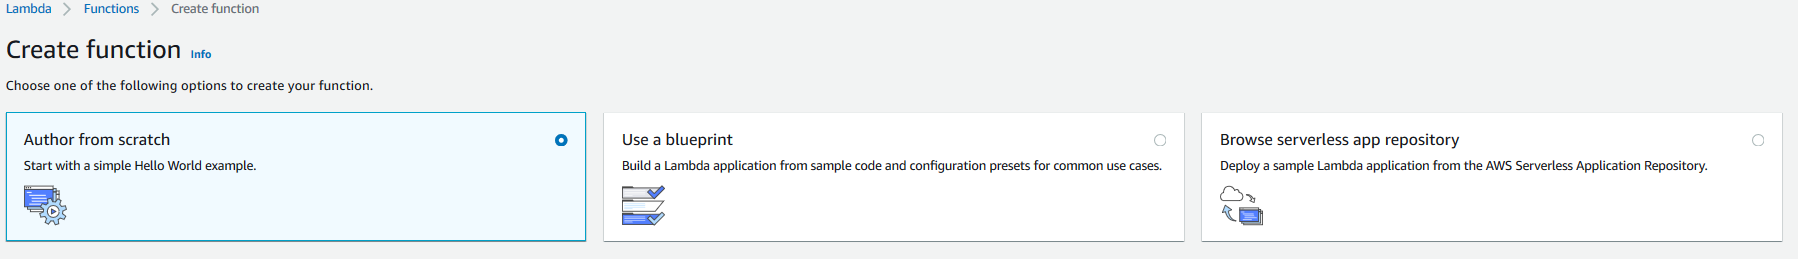 Lambda > Functions > Create function
Create function Info
Choose one of the following options to create your function.
Author from scratch
Start with a simple Hello World example.
Use a blueprint
Build a Lambda application from sample code and configuration presets for common use cases.
Browse serverless app repository
Deploy a sample Lambda application from the AWS Serverless Application Repository.